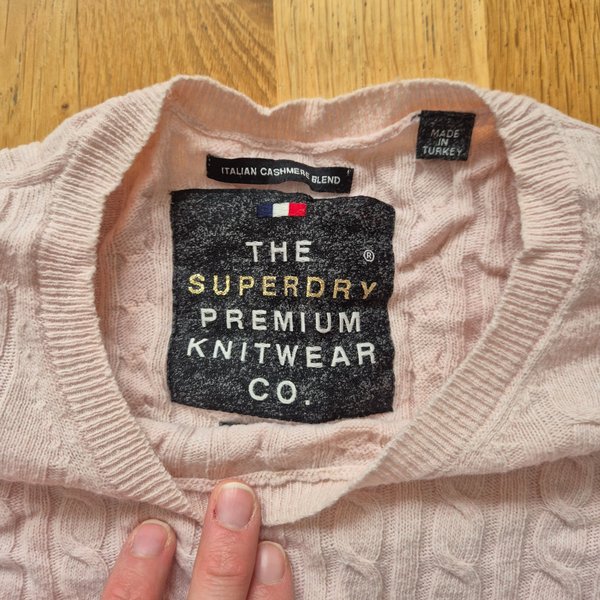 ITALIAN CASHMERE BLEND
MADE
IN
TURKEY
THE ®
SUPERDRY
PREMIUM
KNITWEAR
CO.